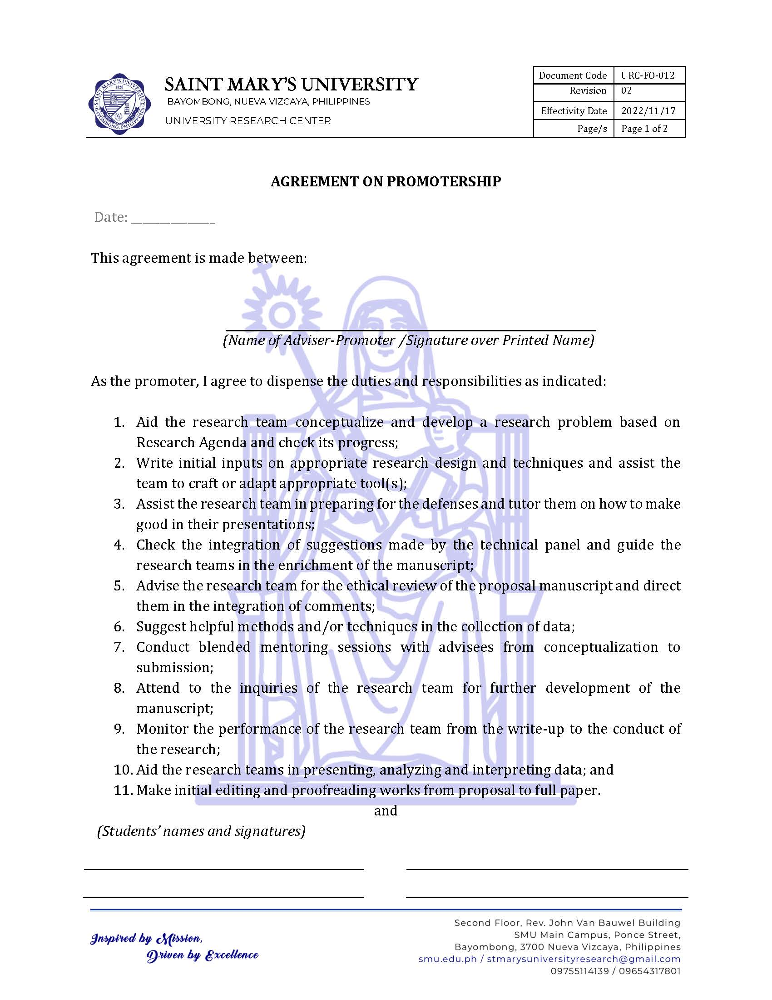 SAINT MARY'S UNIVERSITY
1928
BAYOMBONG, PHILIPPINES
SAINT MARY’S UNIVERSITY
BAYOMBONG, NUEVA VIZCAYA, PHILIPPINES
UNIVERSITY RESEARCH CENTER
Document Code URC-FO-012
Revision 02
Effectivity Date 2022/11/17
Page/s Page 1 of 2
AGREEMENT ON PROMOTERSHIP
Date: _______________
This agreement is made between:
(Name of Adviser-Promoter /Signature over Printed Name)
As the promoter, I agree to dispense the duties and responsibilities as indicated:
1. Aid the research team conceptualize and develop a research problem based on
Research Agenda and check its progress;
2. Write initial inputs on appropriate research design and techniques and assist the
team to craft or adapt appropriate tool(s);
3. Assist the research team in preparing for the defenses and tutor them on how to make
good in their presentations;
4. Check the integration of suggestions made by the technical panel and guide the
research teams in the enrichment of the manuscript;
5. Advise the research team for the ethical review of the proposal manuscript and direct
them in the integration of comments;
6. Suggest helpful methods and/or techniques in the collection of data;
7. Conduct blended mentoring sessions with advisees from conceptualization to
submission;
8. Attend to the inquiries of the research team for further development of the
manuscript;
9. Monitor the performance of the research team from the write-up to the conduct of
the research;
10. Aid the research teams in presenting, analyzing and interpreting data; and
11. Make initial editing and proofreading works from proposal to full paper.
and
(Students’ names and signatures)
Inspired by Mission,
Driven by Excellence
Second Floor, Rev. John Van Bauwel Building
SMU Main Campus, Ponce Street,
Bayombong, 3700 Nueva Vizcaya, Philippines
smu.edu.ph / stmarysuniversityresearch@gmail.com
09755114139 / 09654317801